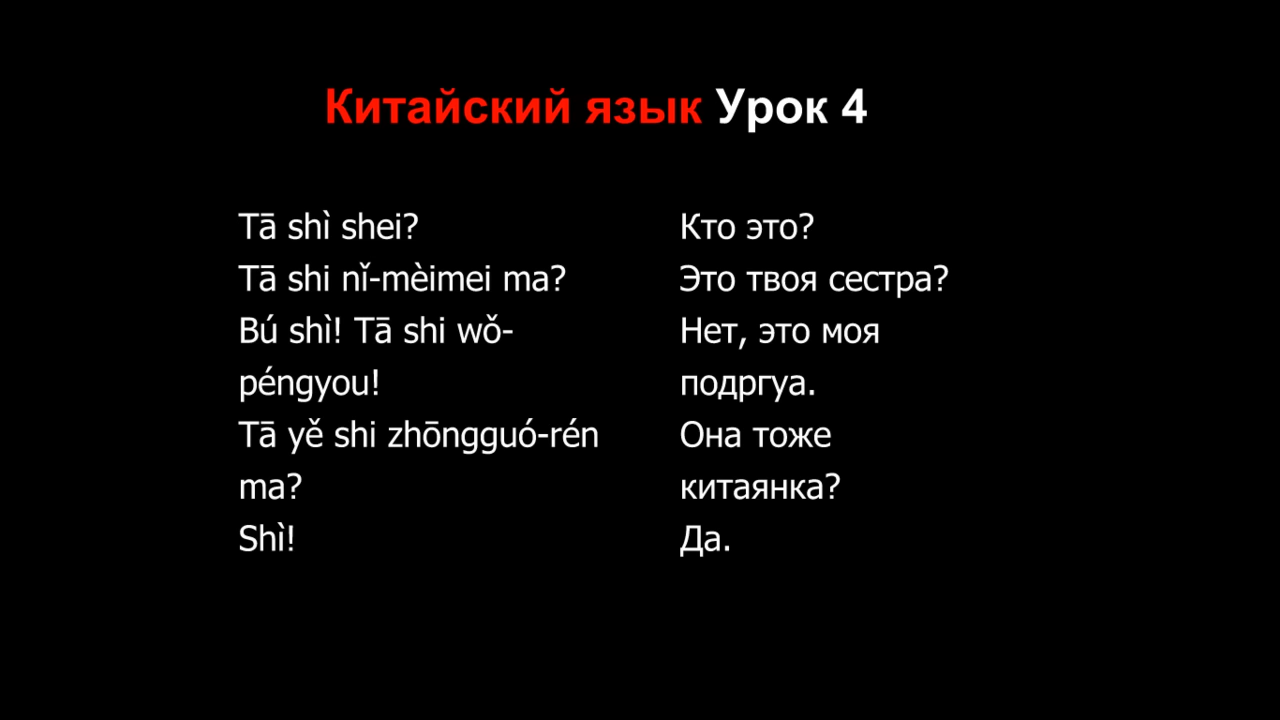 Китайский язык Урок 4
Tā shì shei?
Tā shi nǐ-mèimei ma?
Bú shì! Tā shi wǒ-
péngyou!
Tā yě shi zhōngguó-rén
ma?
Shì!
Кто это?
Это твоя сестра?
Нет, это моя
подргуа.
Она тоже
китаянка?
Да.